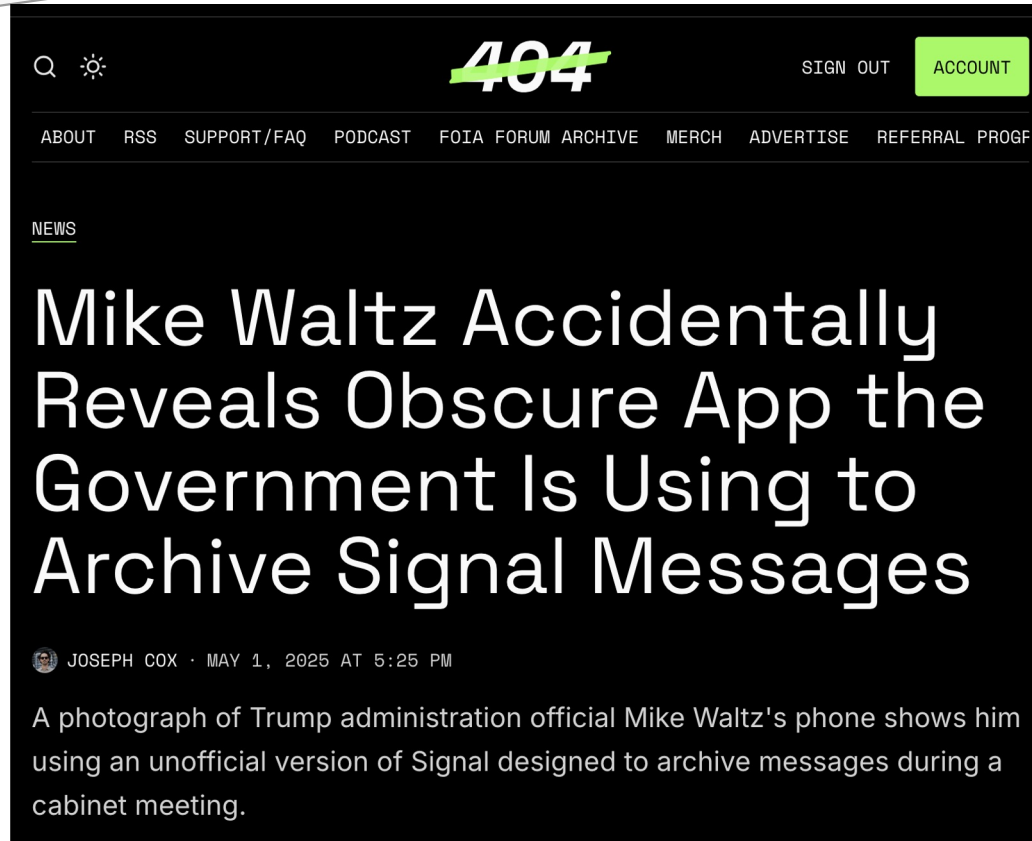 404
SIGN OUT
ACCOUNT
ABOUT RSS SUPPORT/FAQ PODCAST FOIA FORUM ARCHIVE MERCH ADVERTISE REFERRAL
NEWS
Mike Waltz Accidentally
Reveals Obscure App the
Government Is Using to
Archive Signal Messages
JOSEPH COX · MAY 1, 2025 AT 5:25 PM
A photograph of Trump administration official Mike Waltz's phone shows him
using an unofficial version of Signal designed to archive messages during a
cabinet meeting.